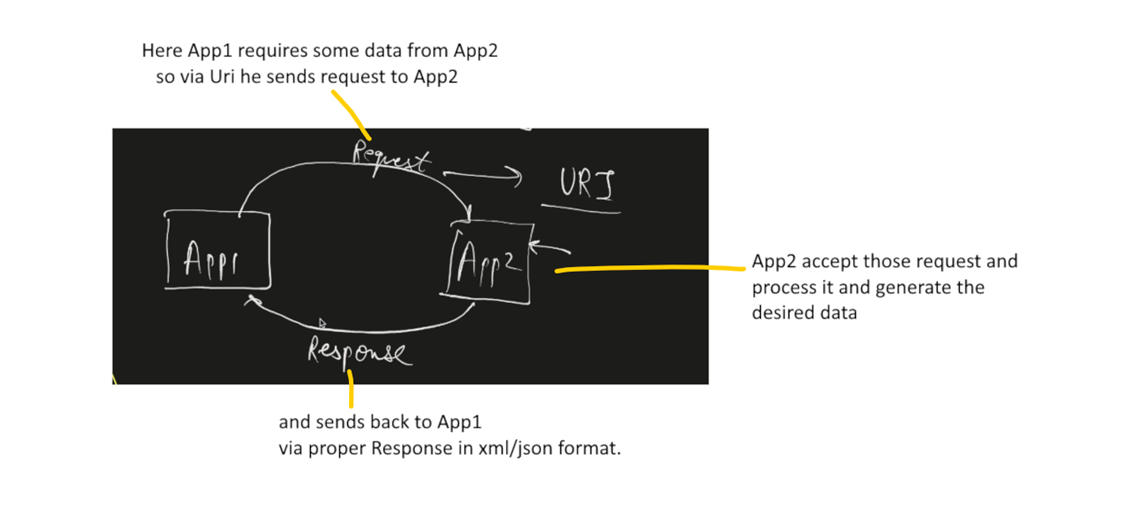 Here App1 requires some data from App2
so via Uri he sends request to App2
Request
URI
App1
App2
App2 accept those request and
process it and generate the
desired data
Response
and sends back to App1
via proper Response in xml/json format.